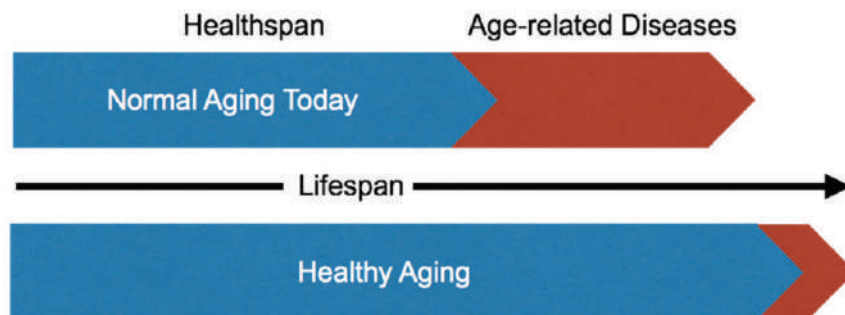 Healthspan Age-related Diseases
Normal Aging Today
Lifespan
Healthy Aging